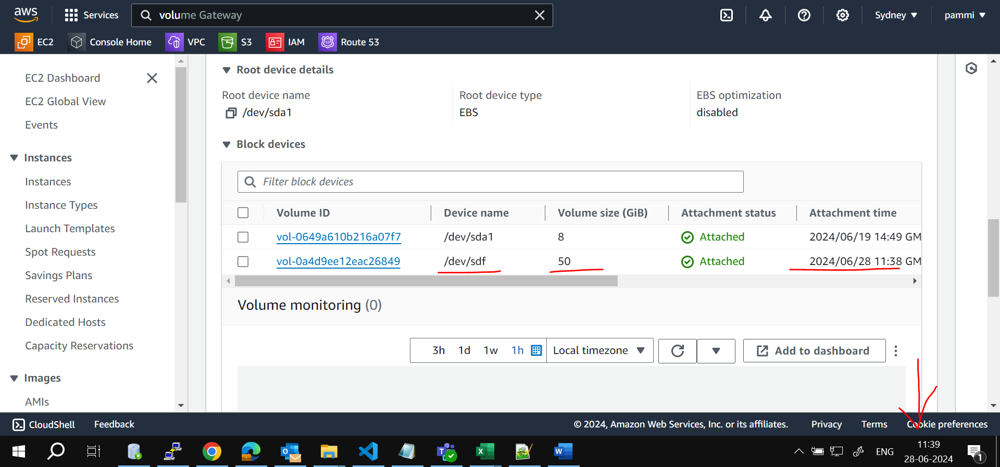 aws
Services
volume Gateway
Sydney
pammi
EC2
Console Home
VPC
S3
IAM
53
Route 53
EC2 Dashboard
EC2 Global View
Events
Instances
Instances
Instance Types
Launch Templates
Spot Requests
Savings Plans
Reserved Instances
Dedicated Hosts
Capacity Reservations
Images
AMIs
Root device details
Root device name
Root device type
EBS optimization
/dev/sda1
EBS
disabled
Block devices
Filter block devices
Volume ID
Device name
Volume size (GiB)
Attachment status
Attachment time
vol-0649a610b216a07f7
/dev/sda1
8
Attached
2024/06/19 14:49 GM
vol-0a4d9ee12eac26849
/dev/sdf
50
Attached
2024/06/28 11:38 GM
Volume monitoring (0)
3h
1d
1w
1h
Local timezone
Add to dashboard
CloudShell
Feedback
© 2024, Amazon Web Services, Inc. or its affiliates.
Privacy
Terms
Cookie preferences
ENG
11:39
28-06-2024
1